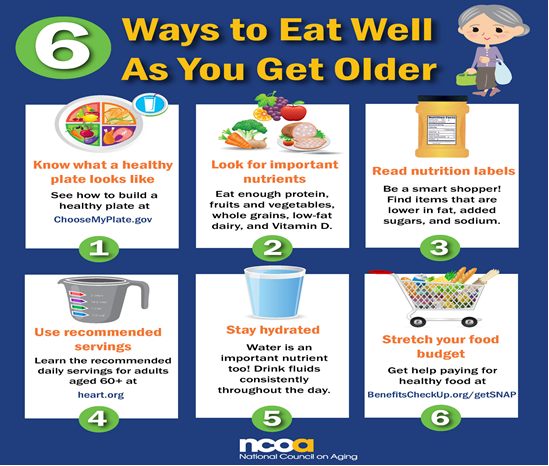 6
Ways to Eat Well
As You Get Older
Know what a healthy
plate looks like
See how to build a
healthy plate at
ChooseMyPlate.gov
1
Look for important
nutrients
Eat enough protein,
fruits and vegetables,
whole grains, low-fat
dairy, and Vitamin D.
2
Nutrition Facts
Read nutrition labels
Be a smart shopper!
Find items that are
lower in fat, added
sugars, and sodium.
3
Use recommended
servings
Learn the recommended
daily servings for adults
aged 60+ at
heart.org
4
Stay hydrated
Water is an
important nutrient
too! Drink fluids
consistently
throughout the day.
5
Stretch your food
budget
Get help paying for
healthy food at
BenefitsCheckUp.org/getSNAP
6
ncoa
National Council on Aging